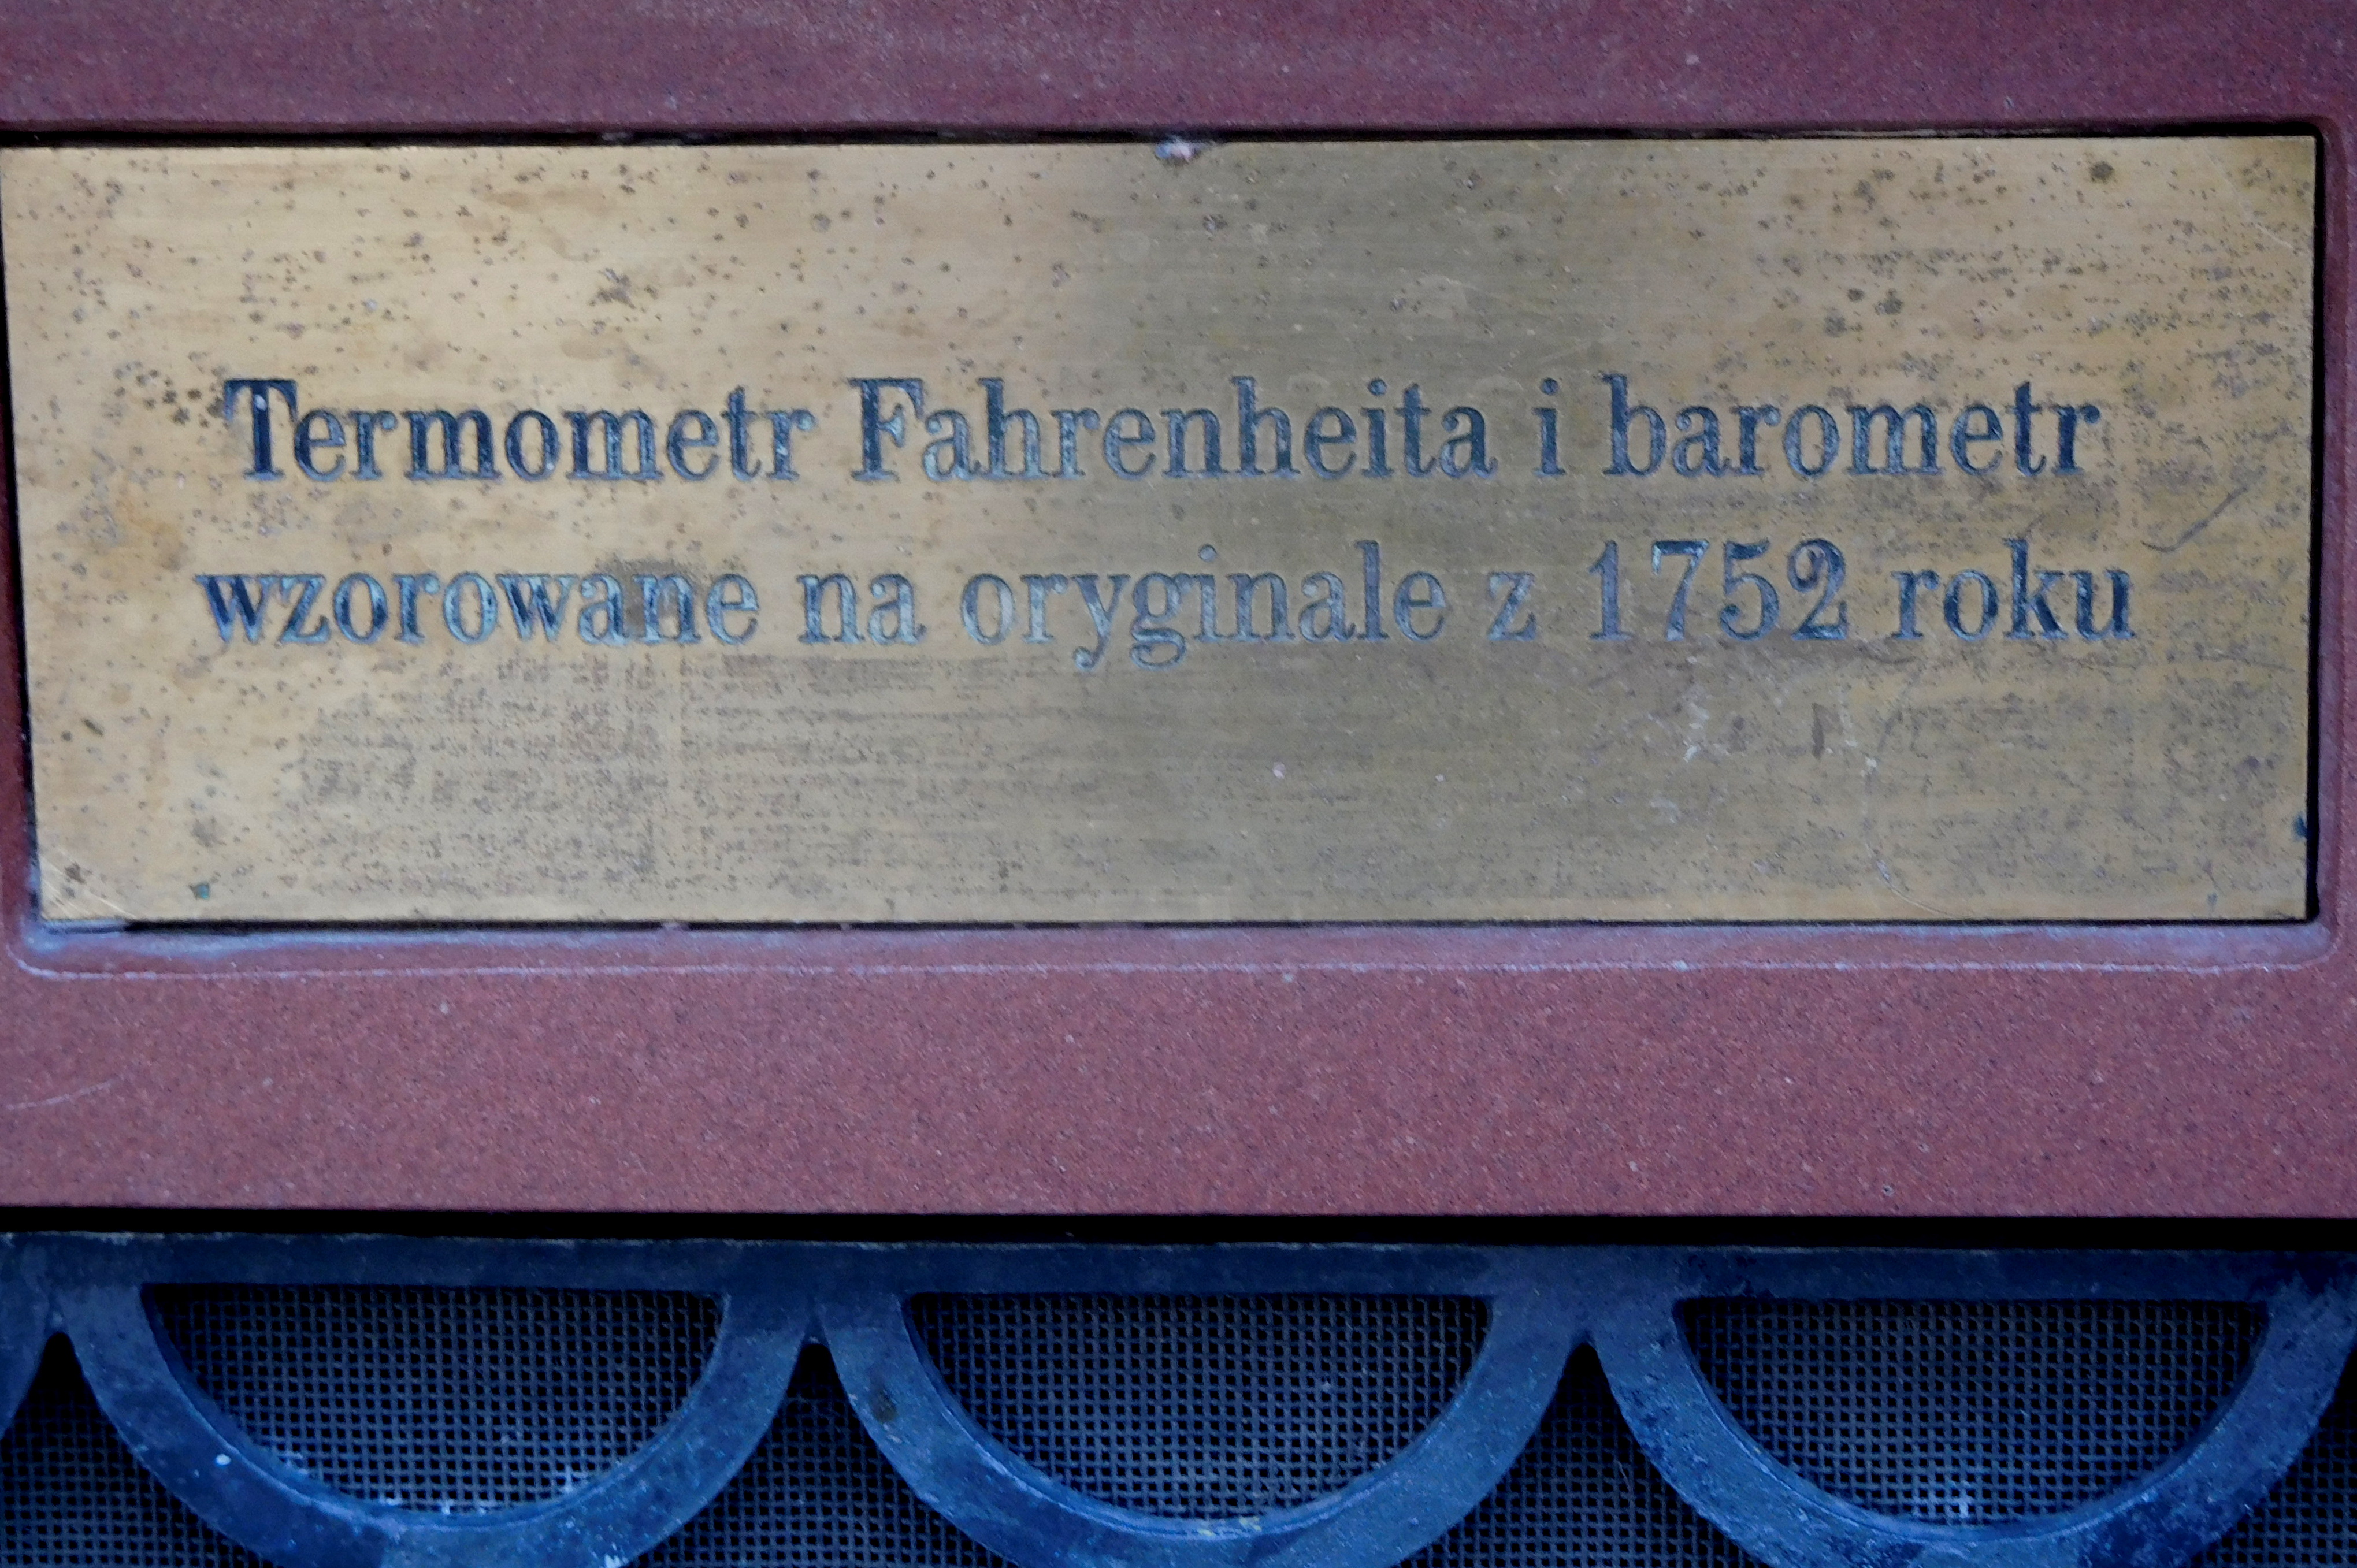 Termometr Fahrenheita i barometr
wzorowane na oryginale z 1752 roku